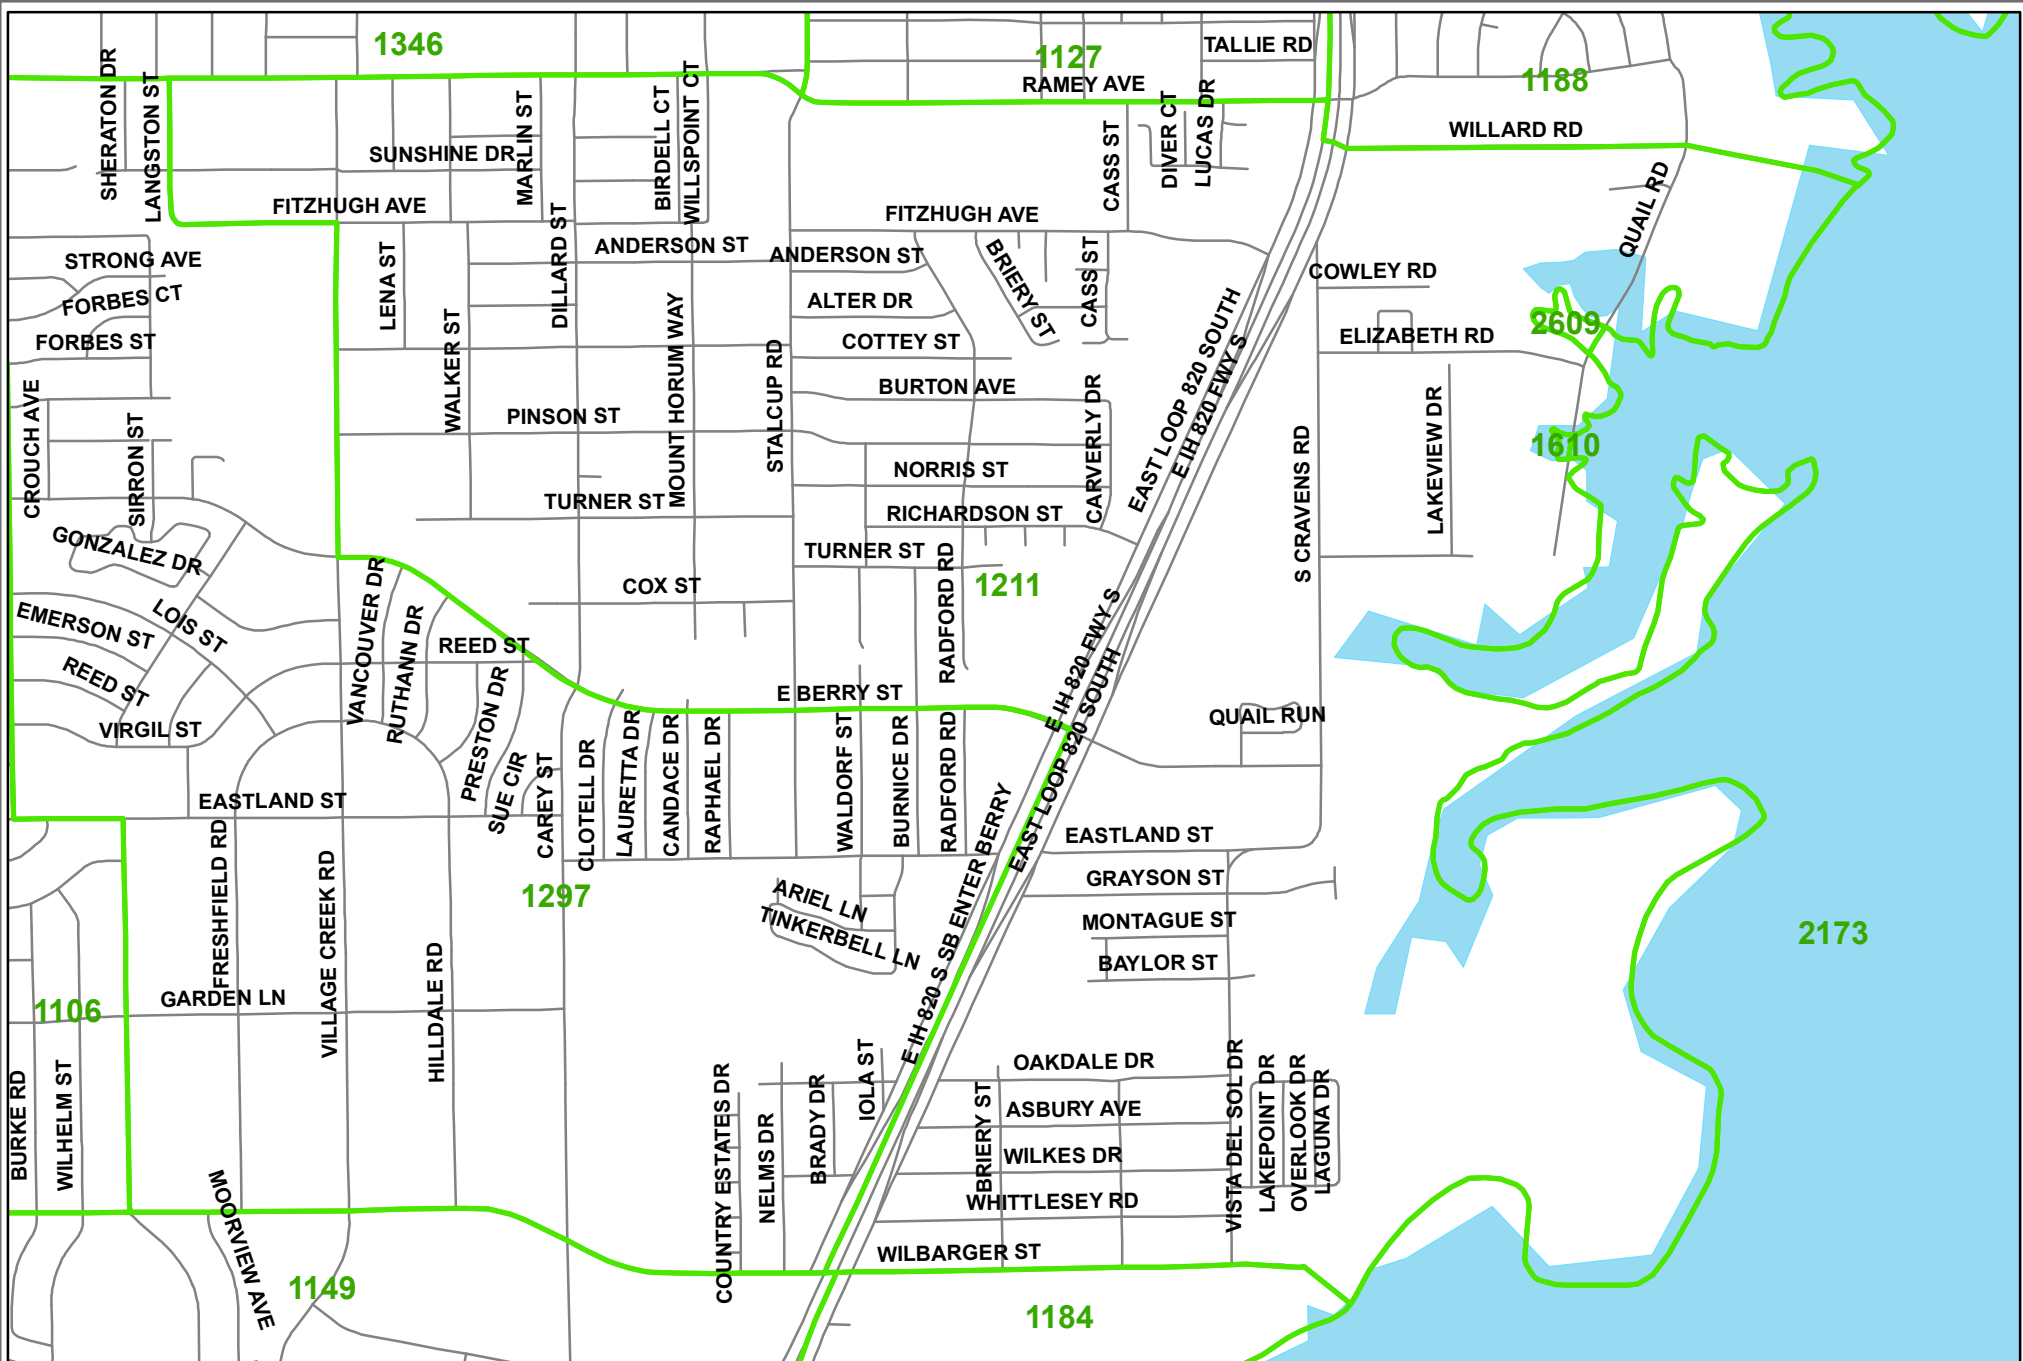 1346
1127
TALLIE RD
RAMEY AVE
1188
SHERATON DR
LANGSTON ST
MARLIN ST
BIRDELL CT
WILLSPOINT CT
CASS ST
DIVER CT
LUCAS DR
WILLARD RD
SUNSHINE DR
FITZHUGH AVE
FITZHUGH AVE
QUAIL RD
STRONG AVE
LENA ST
DILLARD ST
ANDERSON ST
ANDERSON ST
BRIERY ST
CASS ST
COWLEY RD
FORBES CT
ALTER DR
FORBES ST
WALKER ST
MOUNT HORUM WAY
STALCUP RD
COTTEY ST
EAST LOOP 820 SOUTH
E IH 820 FWY S
ELIZABETH RD
2609
CROUCH AVE
SIRRON ST
PINSON ST
BURTON AVE
CARVERLY DR
S CRAVENS RD
LAKEVIEW DR
1610
NORRIS ST
TURNER ST
RICHARDSON ST
GONZALEZ DR
TURNER ST
1211
COX ST
RADFORD RD
EMERSON ST
LOIS ST
VANCOUVER DR
RUTHANN DR
REED ST
REED ST
E IH 820 FWY S
EAST LOOP 820 SOUTH
VIRGIL ST
PRESTON DR
E BERRY ST
QUAIL RUN
SUE CIR
CAREY ST
CLOTELL DR
LAURETTA DR
CANDACE DR
RAPHAEL DR
WALDORF ST
BURNICE DR
RADFORD RD
EASTLAND ST
EASTLAND ST
FRESHFIELD RD
VILLAGE CREEK RD
1297
ARIEL LN
TINKERBELL LN
E IH 820 S SB ENTER BERRY
GRAYSON ST
MONTAGUE ST
2173
BAYLOR ST
HILLDALE RD
GARDEN LN
1106
BURKE RD
WILHELM ST
COUNTRY ESTATES DR
NELMS DR
BRADY DR
IOLA ST
OAKDALE DR
BRIERY ST
ASBURY AVE
WILKES DR
WHITTLESEY RD
VISTA DEL SOL DR
LAKEPOINT DR
OVERLOOK DR
LAGUNA DR
MOORVIEW AVE
WILBARGER ST
1149
1184